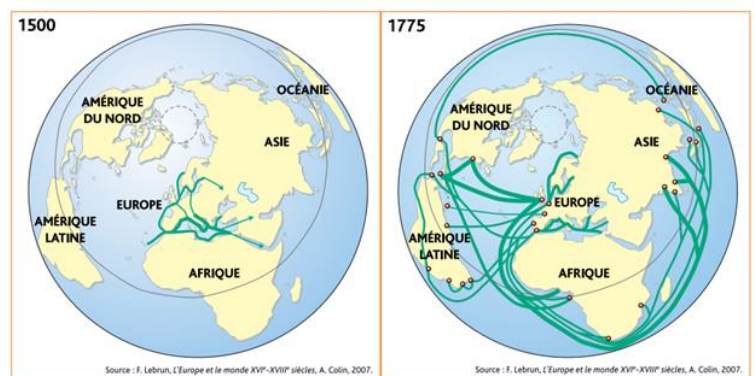 1500
OCÉANIE
AMÉRIQUE
DU NORD
ASIE
EUROPE
AMÉRIQUE
LATINE
AFRIQUE
Source : F. Lebrun, L'Europe et le monde XVIe-XVIIIe siècles, A. Colin, 2007.
1775
OCÉANIE
AMÉRIQUE
DU NORD
ASIE
EUROPE
AMÉRIQUE
LATINE
AFRIQUE
Source : F. Lebrun, L'Europe et le monde XVIe-XVIIIe siècles, A. Colin, 2007.